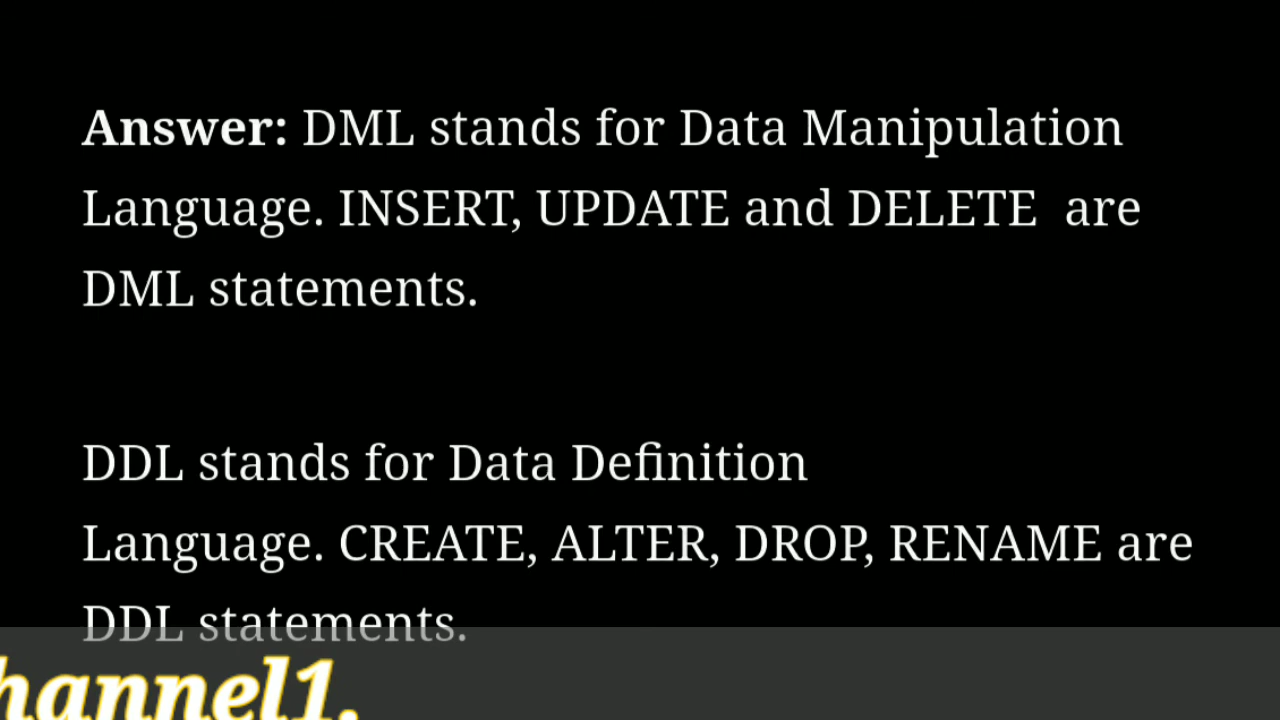 Answer: DML stands for Data Manipulation
Language. INSERT, UPDATE and DELETE  are
DML statements.
DDL stands for Data Definition
Language. CREATE, ALTER, DROP, RENAME are
DDL statements.
hannel1.